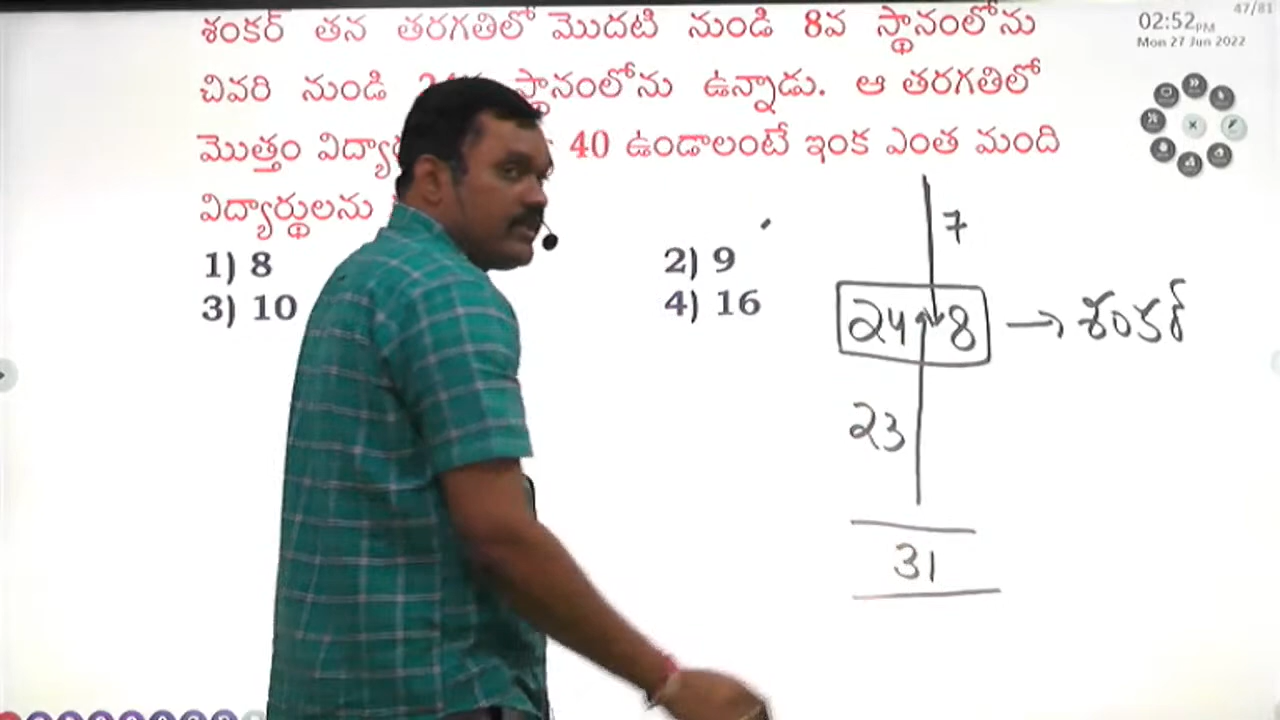 శంకర్ తన తరగతిలో మొదటి నుండి 8వ స్థానంలోను
చివరి నుండి స్థానంలోను ఉన్నాడు. ఆ తరగతిలో
మొత్తం 40 ఉండాలంటే ఇంక ఎంత మంది
విద్యార్థులను
1) 8
2) 9
3) 10
4) 16
02:52PM
Mon 27 Jun 2022
47/81
7
24 8 → శంకర్
23
31